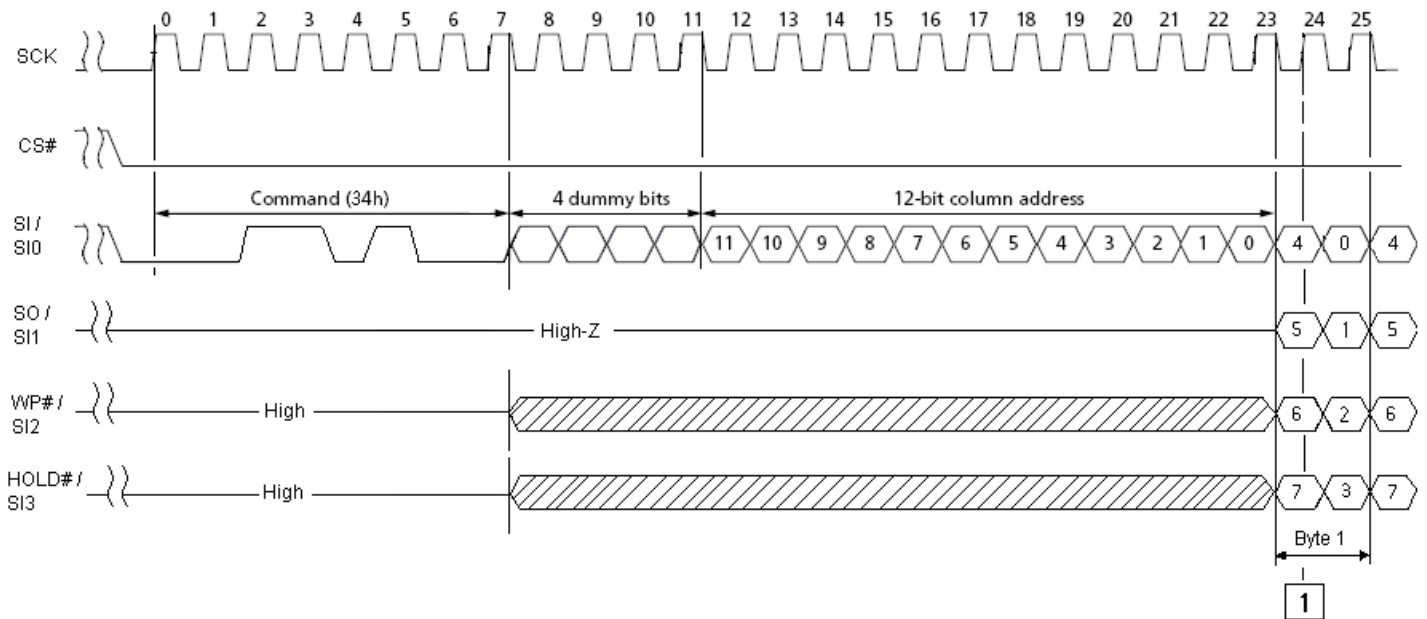 0 1 2 3 4 5 6 7 8 9 10 11 12 13 14 15 16 17 18 19 20 21 22 23 24 25
SCK
CS#
Command (34h) 4 dummy bits 12-bit column address
SI /
SI0
11 10 9 8 7 6 5 4 3 2 1 0 4 0 4
SO /
SI1
High-Z
5 1 5
WP# /
SI2
High
6 2 6
HOLD# /
SI3
High
7 3 7
Byte 1
1